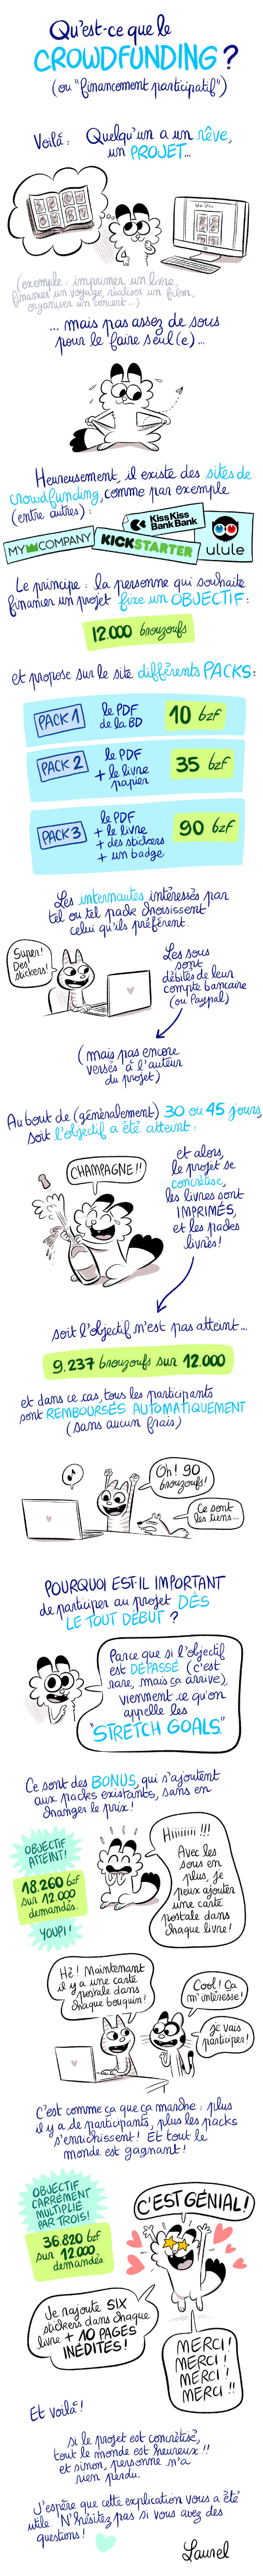 Qu'est-ce que le
CROWDFUNDING ?
(ou "financement participatif")
Voilà : Quelqu'un a un rêve,
un PROJET...
(exemple : imprimer un livre,
financer un voyage, réaliser un film,
organiser un concert...)
... mais pas assez de sous
pour le faire seul(e) ...
Heureusement, il existe des sites de
crowdfunding, comme par exemple
(entre autres) :
KissKiss
BankBank
MY COMPANY
KICKSTARTER
ulule
Le principe : la personne qui souhaite
financer un projet fixe un OBJECTIF :
12.000 brouzoufs
et propose sur le site différents PACKS :
PACK 1
le PDF
de la BD
10 bzf
PACK 2
le PDF
+ le livre
papier
35 bzf
PACK 3
le PDF
+ le livre
+ des stickers
+ un badge
90 bzf
Les internautes intéressés par
tel ou tel pack choisissent
celui qu'ils préfèrent.
Super!
Des
stickers!
Les sous
sont
débités de leur
compte bancaire
(ou Paypal)
(mais pas encore
versés à l'auteur
du projet)
Au bout de (généralement) 30 ou 45 jours,
soit l'objectif a été atteint :
CHAMPAGNE!!
et alors,
le projet se
concrétise,
les livres sont
IMPRIMÉS,
et les packs
livrés!
soit l'objectif n'est pas atteint...
9.237 brouzoufs sur 12.000
et dans ce cas, tous les participants
sont REMBOURSÉS AUTOMATIQUEMENT
(sans aucun frais)
Oh! 90
brouzoufs!
Ce sont
les tiens...
POURQUOI EST-IL IMPORTANT
de participer au projet DÈS
LE TOUT DÉBUT ?
Parce que si l'objectif
est DÉPASSÉ (c'est
rare, mais ça arrive),
viennent ce qu'on
appelle les
"STRETCH GOALS."
Ce sont des BONUS, qui s'ajoutent
aux packs existants, sans en
changer le prix!
OBJECTIF
ATTEINT!
18.260 bzf
sur 12.000
demandés.
YOUPI!
Hiiiiiii !!!
Avec les
sous en
plus, je
peux ajouter
une carte
postale dans
chaque livre!
Hé! Maintenant
il y a une carte
postale dans
chaque bouquin!
Cool! Ça
m'intéresse!
Je vais
participer!
C'est comme ça que ça marche : plus
il y a de participants, plus les packs
s'enrichissent! Et tout le
monde est gagnant!
OBJECTIF
CARRÉMENT
MULTIPLIÉ
PAR TROIS!
36.820 bzf
sur 12.000
demandés
C'EST GÉNIAL!
Je rajoute SIX
stickers dans chaque
livre + 10 PAGES
INÉDITES!
MERCI!
MERCI!
MERCI!
MERCI!!
Et voilà!
Si le projet est concrétisé,
tout le monde est heureux!!
et sinon, personne n'a
rien perdu.
J'espère que cette explication vous a été
utile. N'hésitez pas si vous avez des
questions!
Laurel